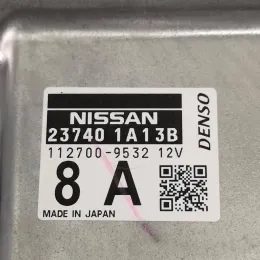 NISSAN
23740 1A13B
112700-9532 12V
8 A
MADE IN JAPAN
DENSO